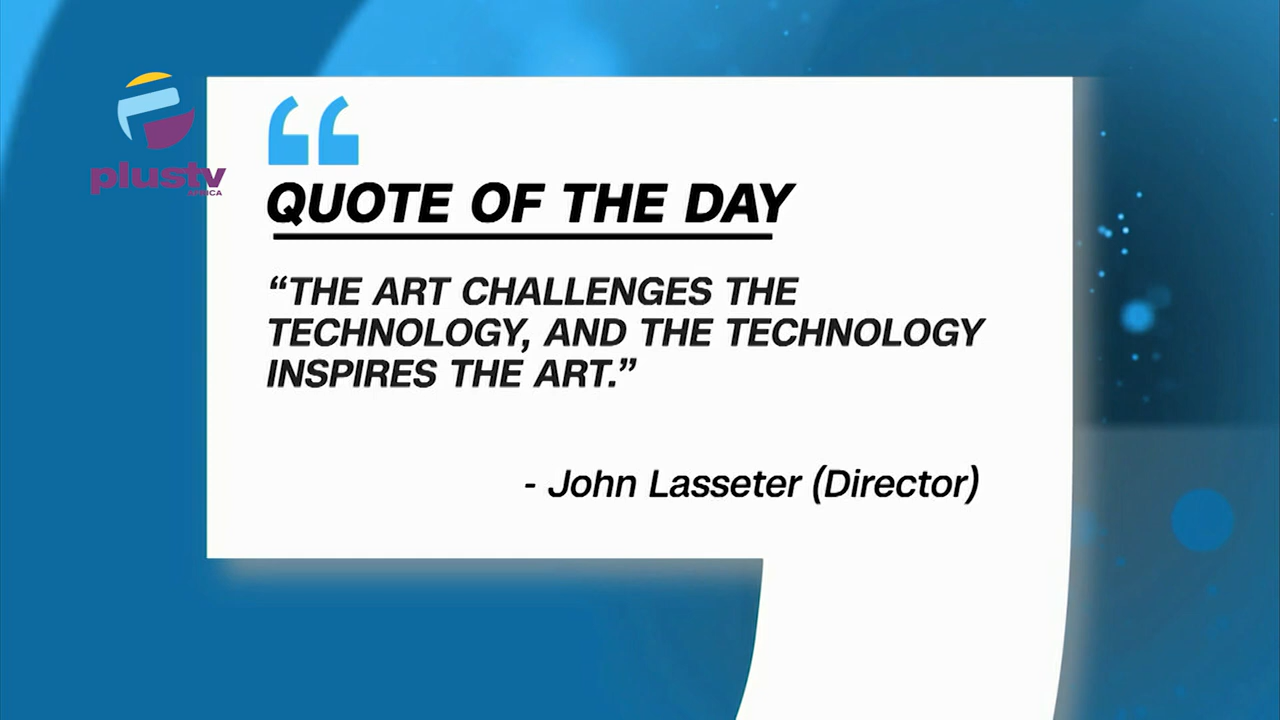 plustv
AFRICA
QUOTE OF THE DAY
“THE ART CHALLENGES THE
TECHNOLOGY, AND THE TECHNOLOGY
INSPIRES THE ART.”
- John Lasseter (Director)